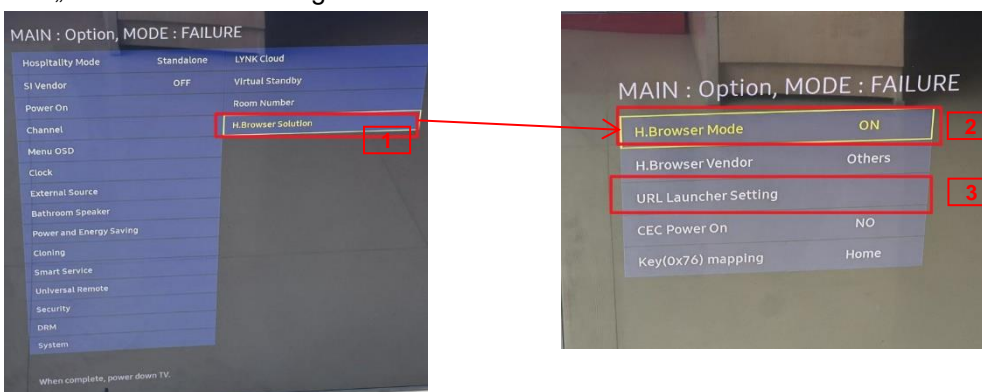 MAIN : Option, MODE : FAILURE
Hospitality Mode Standalone LYNK Cloud
SI Vendor OFF Virtual Standby
Power On Room Number
Channel H.Browser Solution
1
Menu OSD
Clock
External Source
Bathroom Speaker
Power and Energy Saving
Cloning
Smart Service
Universal Remote
Security
DRM
System
When complete, power down TV.
MAIN : Option, MODE : FAILURE
H.Browser Mode ON 2
H.Browser Vendor Others
URL Launcher Setting 3
CEC Power On NO
Key(0x76) mapping Home